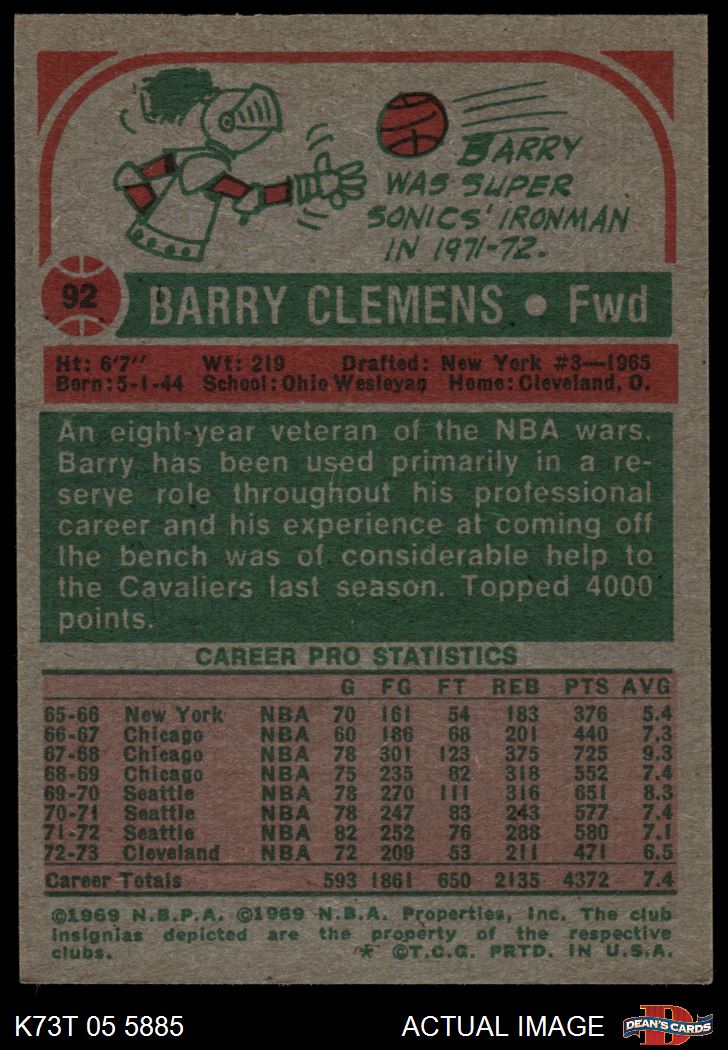 BARRY
WAS SUPER
SONICS' IRONMAN
IN 1971-72.
92 BARRY CLEMENS • Fwd
Ht: 6'7" Wt: 219 Drafted: New York #3—1965
Born: 5-1-44 School: Ohio Wesleyan Home: Cleveland, O.
An eight-year veteran of the NBA wars.
Barry has been used primarily in a re-
serve role throughout his professional
career and his experience at coming off
the bench was of considerable help to
the Cavaliers last season. Topped 4000
points.
CAREER PRO STATISTICS
G FG FT REB PTS AVG
65-66 New York NBA 70 161 54 183 376 5.4
66-67 Chicago NBA 60 186 68 201 440 7.3
67-68 Chicago NBA 78 301 123 375 725 9.3
68-69 Chicago NBA 75 235 82 318 552 7.4
69-70 Seattle NBA 78 270 111 316 651 8.3
70-71 Seattle NBA 78 247 83 243 577 7.4
71-72 Seattle NBA 82 252 76 288 580 7.1
72-73 Cleveland NBA 72 209 53 211 471 6.5
Career Totals 593 1861 650 2135 4372 7.4
©1969 N.B.P.A. ©1969 N.B.A. Properties, Inc. The club
insignias depicted are the property of the respective
clubs. * ©T.C.G. PRTD. IN U.S.A.
K73T 05 5885 ACTUAL IMAGE D DEAN'S CARDS